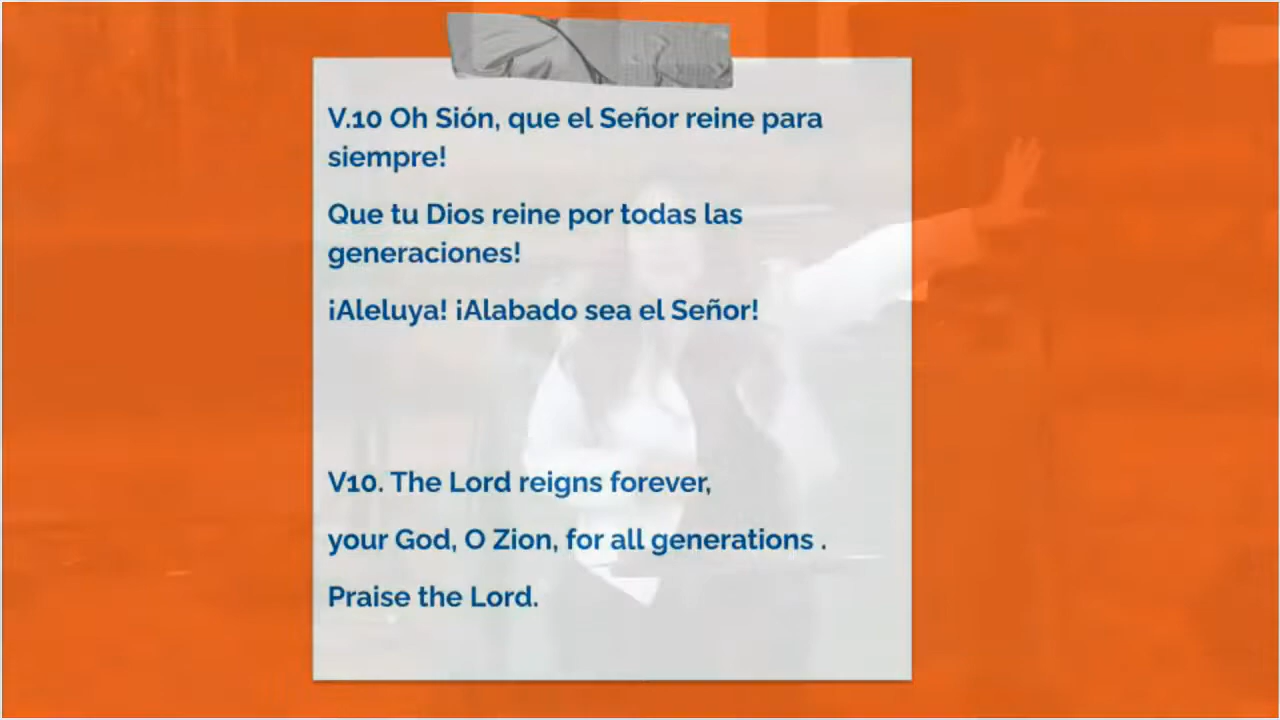 V.10 Oh Sión, que el Señor reine para
siempre!
Que tu Dios reine por todas las
generaciones!
¡Aleluya! ¡Alabado sea el Señor!
V10. The Lord reigns forever,
your God, O Zion, for all generations .
Praise the Lord.